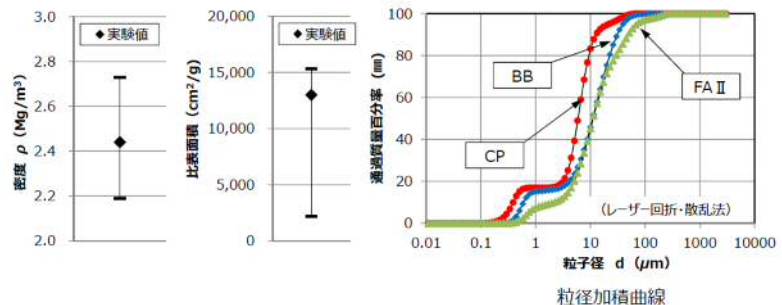 密度 ρ (Mg/m³)
3.0
2.8
2.6
2.4
2.2
2.0
◆実験値
比表面積 (cm²/g)
20,000
15,000
10,000
5,000
0
◆実験値
通過質量百分率 (㎜)
100
80
60
40
20
0
BB
FAⅡ
CP
(レーザー回折・散乱法)
0.01 0.1 1 10 100 1000 10000
粒子径 d (μm)
粒径加積曲線